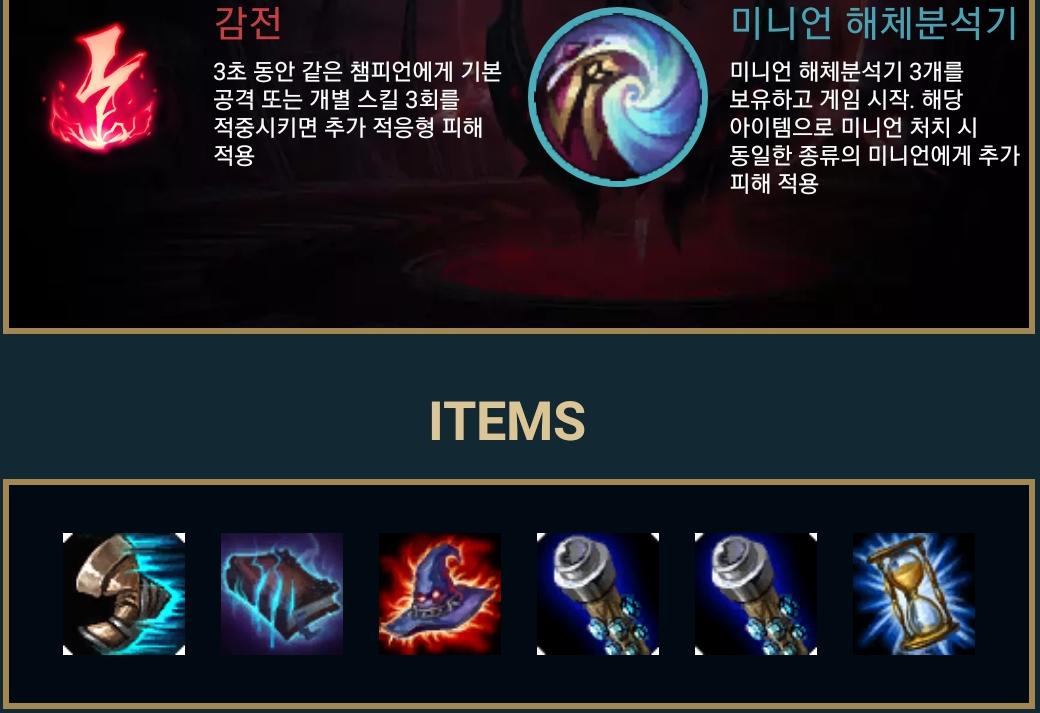 감전
3초 동안 같은 챔피언에게 기본
공격 또는 개별 스킬 3회를
적중시키면 추가 적응형 피해
적용
미니언 해체분석기
미니언 해체분석기 3개를
보유하고 게임 시작. 해당
아이템으로 미니언 처치 시
동일한 종류의 미니언에게 추가
피해 적용
ITEMS